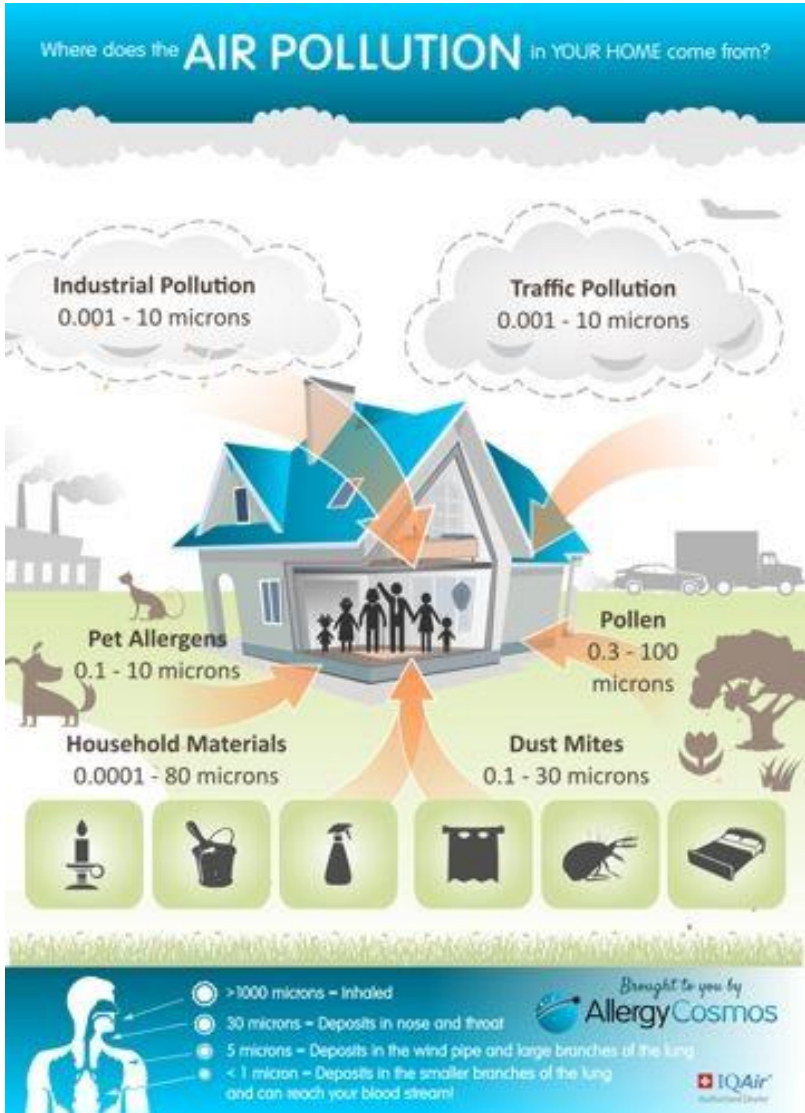 Where does the AIR POLLUTION in YOUR HOME come from?
Industrial Pollution
0.001 - 10 microns
Traffic Pollution
0.001 - 10 microns
Pet Allergens
0.1 - 10 microns
Pollen
0.3 - 100
microns
Household Materials
0.0001 - 80 microns
Dust Mites
0.1 - 30 microns
>1000 microns = Inhaled
30 microns = Deposits in nose and throat
5 microns = Deposits in the wind pipe and large branches of the lung
< 1 micron = Deposits in the smaller branches of the lung
and can reach your blood stream!
Brought to you by
AllergyCosmos
IQAir
Authorised Dealer